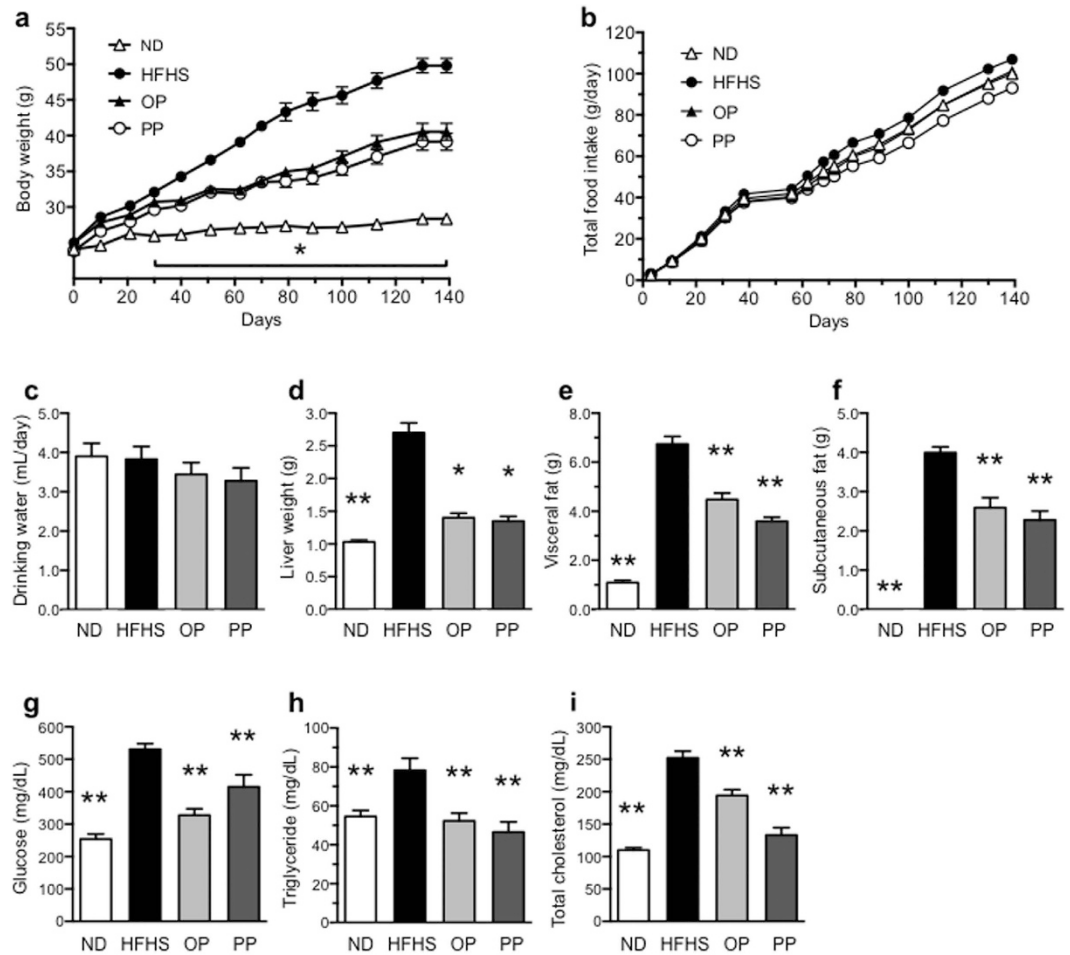 a
Body weight (g)
55
50
45
40
35
30
ND
HFHS
OP
PP
*
0 20 40 60 80 100 120 140
Days
b
Total food intake (g/day)
120
100
80
60
40
20
0
ND
HFHS
OP
PP
0 20 40 60 80 100 120 140
Days
c
Drinking water (mL/day)
5.0
4.0
3.0
2.0
1.0
0.0
ND HFHS OP PP
d
Liver weight (g)
3.0
2.5
2.0
1.5
1.0
0.5
0.0
** * *
ND HFHS OP PP
e
Visceral fat (g)
8.0
6.0
4.0
2.0
0.0
** ** **
ND HFHS OP PP
f
Subcutaneous fat (g)
5.0
4.0
3.0
2.0
1.0
0.0
** ** **
ND HFHS OP PP
g
Glucose (mg/dL)
600
500
400
300
200
100
0
** ** **
ND HFHS OP PP
h
Triglyceride (mg/dL)
100
80
60
40
20
0
** ** **
ND HFHS OP PP
i
Total cholesterol (mg/dL)
300
250
200
150
100
50
0
** ** **
ND HFHS OP PP